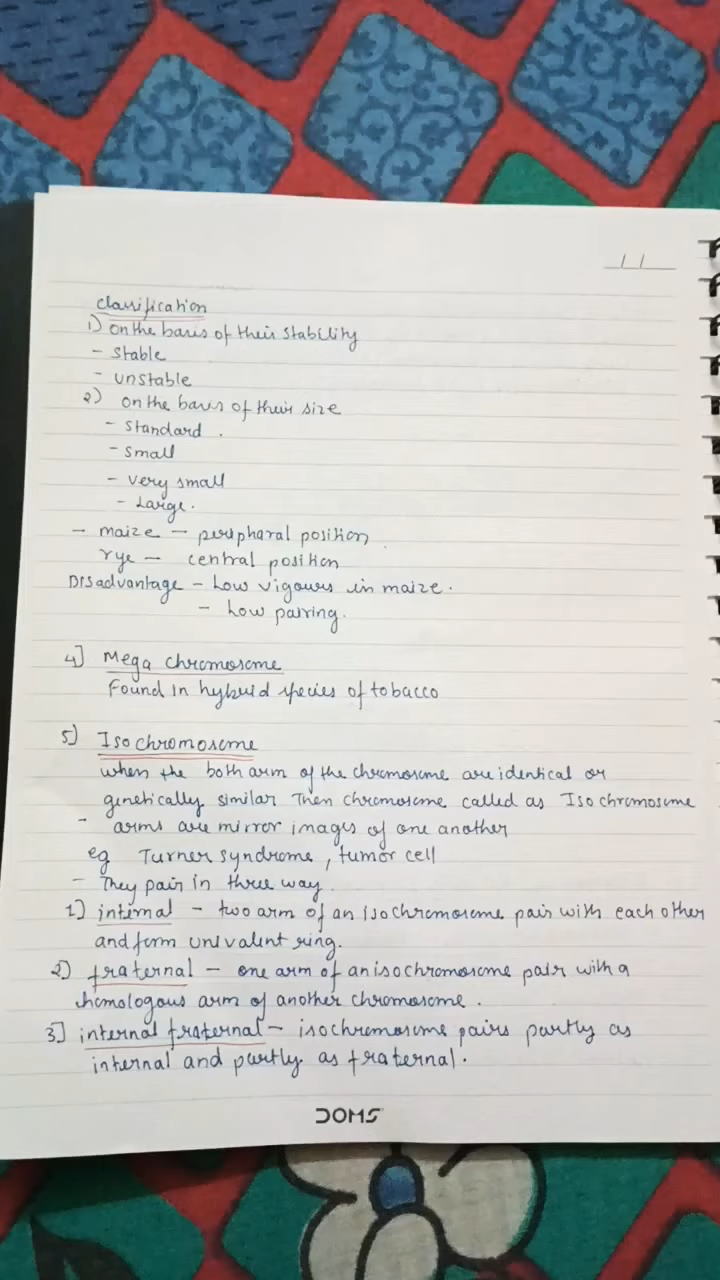 11
classification
1) on the basis of their stability
- stable
- unstable
2) on the basis of their size
- standard .
- small
- very small
- Large.
- maize - peripharal position
rye - central position
Disadvantage - Low vigours in maize.
- Low pairing.
4] Mega chromosome
Found in hybrid species of tobacco
5) Isochromosome
when the both arm of the chromosome are identical or
genetically similar Then chromosome called as Isochromosome
- arms are mirror images of one another
eg Turner syndrome, tumor cell
- They pair in three way.
1) internal - two arm of an isochromosome pair with each other
and form univalent ring.
2) fraternal - one arm of an isochromosome pair with a
homologous arm of another chromosome.
3] internal fraternal - isochromosome pairs partly as
internal and partly as fraternal.
DOMS